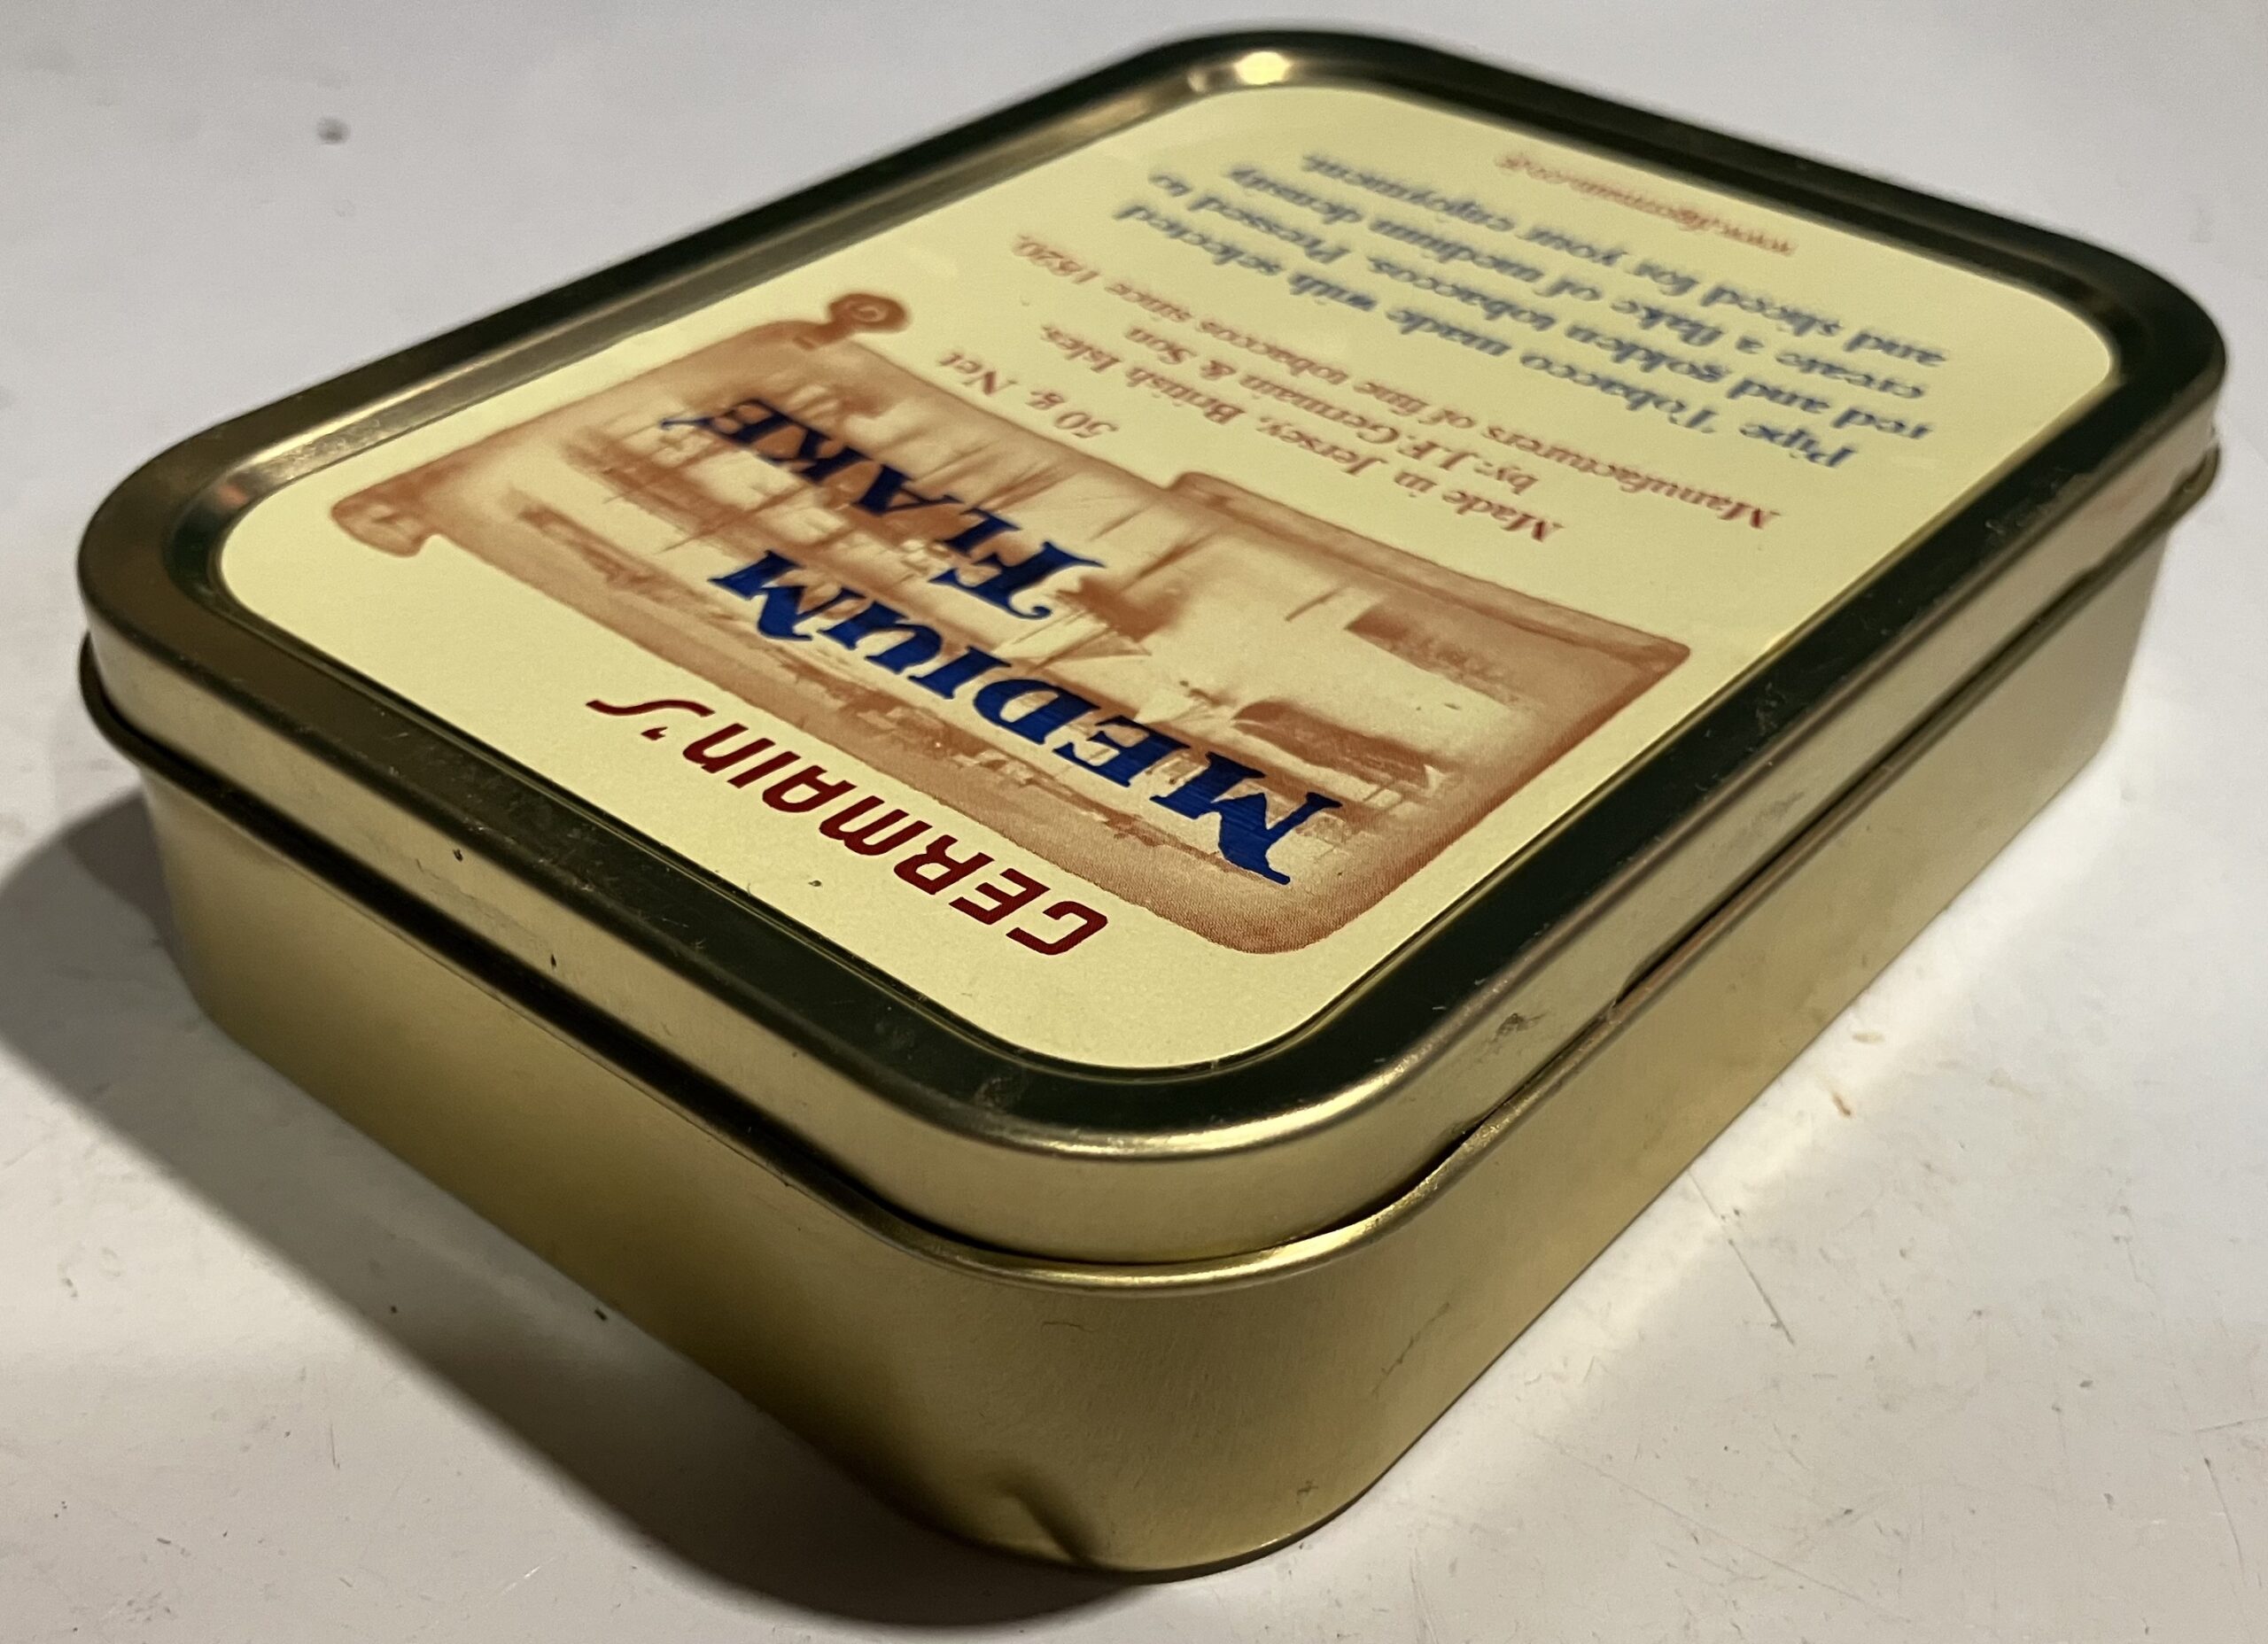 GERMAIN'S
MEDIUM
FLAKE
50 g. Net
Made in Jersey, British Isles.
by: J.F. Germain & Son
Manufacturers of fine tobaccos since 1820.
Pipe Tobacco made with selected
red and golden tobaccos. Pressed to
create a flake of medium density
and sliced for your enjoyment.